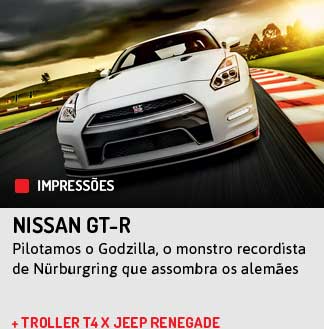 IMPRESSÕES
NISSAN GT-R
Pilotamos o Godzilla, o monstro recordista
de Nürburgring que assombra os alemães
+ TROLLER T4 X JEEP RENEGADE